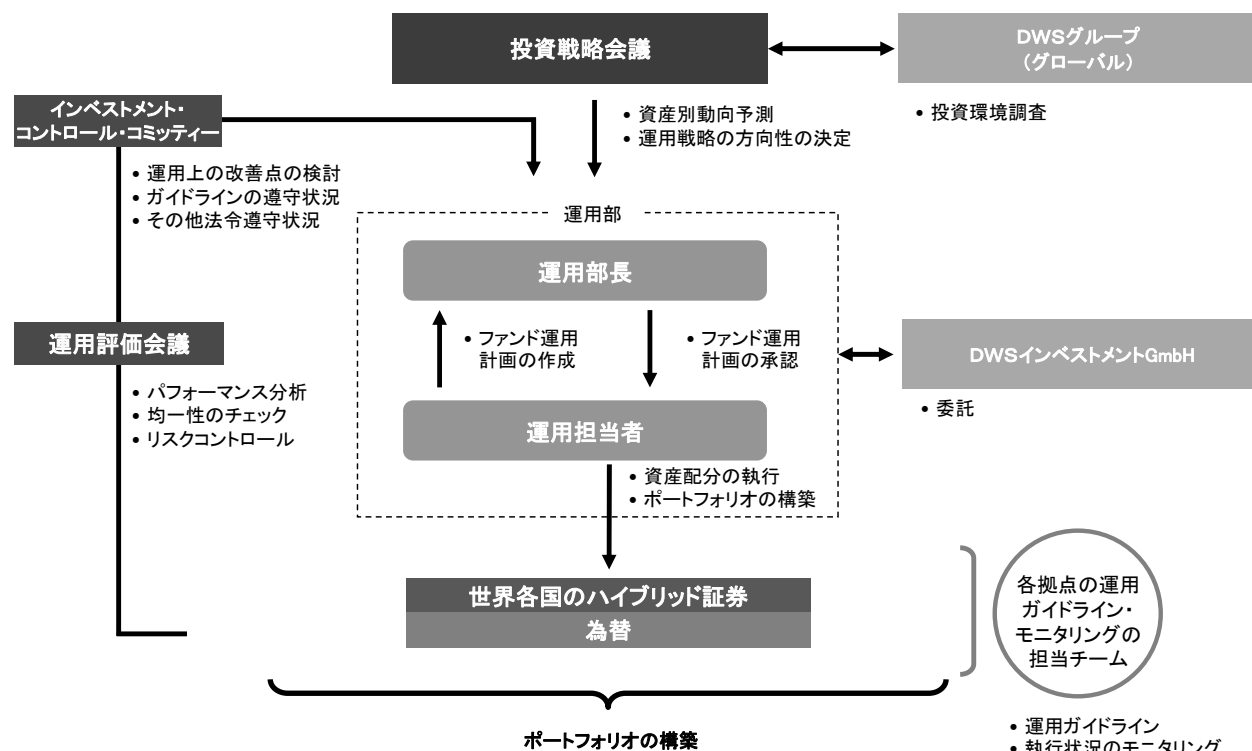 投資戦略会議
DWSグループ
(グローバル)
• 投資環境調査
• 資産別動向予測
• 運用戦略の方向性の決定
インベストメント・
コントロール・コミッティー
• 運用上の改善点の検討
• ガイドラインの遵守状況
• その他法令遵守状況
運用部
運用部長
• ファンド運用
計画の作成
• ファンド運用
計画の承認
運用評価会議
• パフォーマンス分析
• 均一性のチェック
• リスクコントロール
DWSインベストメントGmbH
• 委託
運用担当者
• 資産配分の執行
• ポートフォリオの構築
世界各国のハイブリッド証券
為替
各拠点の運用
ガイドライン・
モニタリングの
担当チーム
• 運用ガイドライン
• 執行状況のモニタリング
ポートフォリオの構築